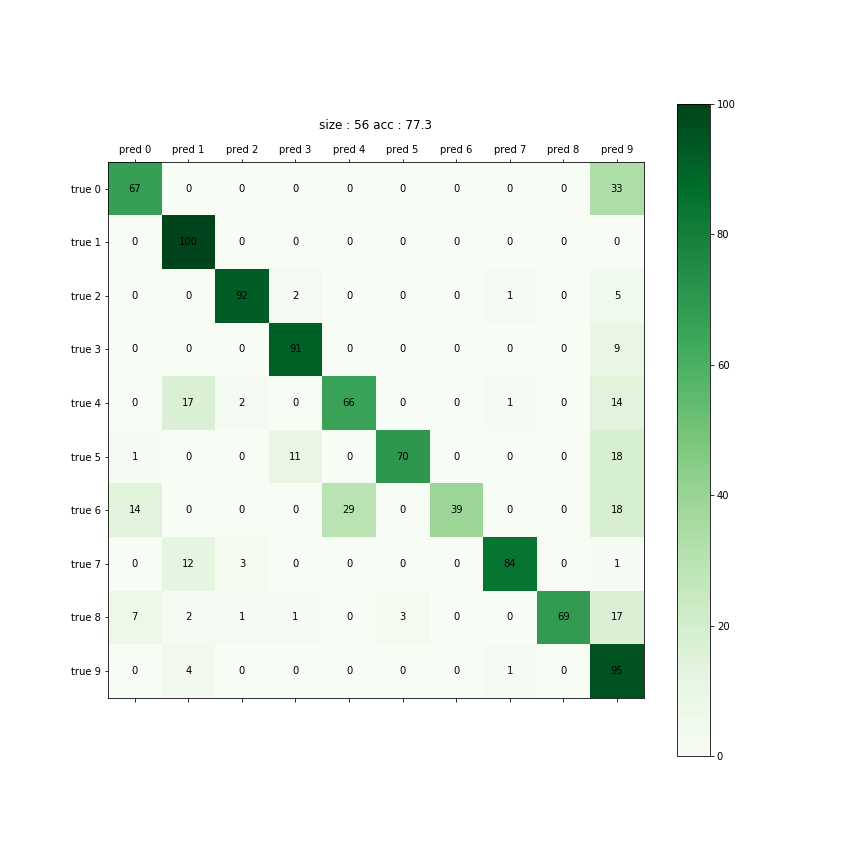 size : 56 acc : 77.3
pred 0 pred 1 pred 2 pred 3 pred 4 pred 5 pred 6 pred 7 pred 8 pred 9
true 0 67 0 0 0 0 0 0 0 0 33
true 1 0 100 0 0 0 0 0 0 0 0
true 2 0 0 92 2 0 0 0 1 0 5
true 3 0 0 0 91 0 0 0 0 0 9
true 4 0 17 2 0 66 0 0 1 0 14
true 5 1 0 0 11 0 70 0 0 0 18
true 6 14 0 0 0 29 0 39 0 0 18
true 7 0 12 3 0 0 0 0 84 0 1
true 8 7 2 1 1 0 3 0 0 69 17
true 9 0 4 0 0 0 0 0 1 0 95
100
80
60
40
20
0